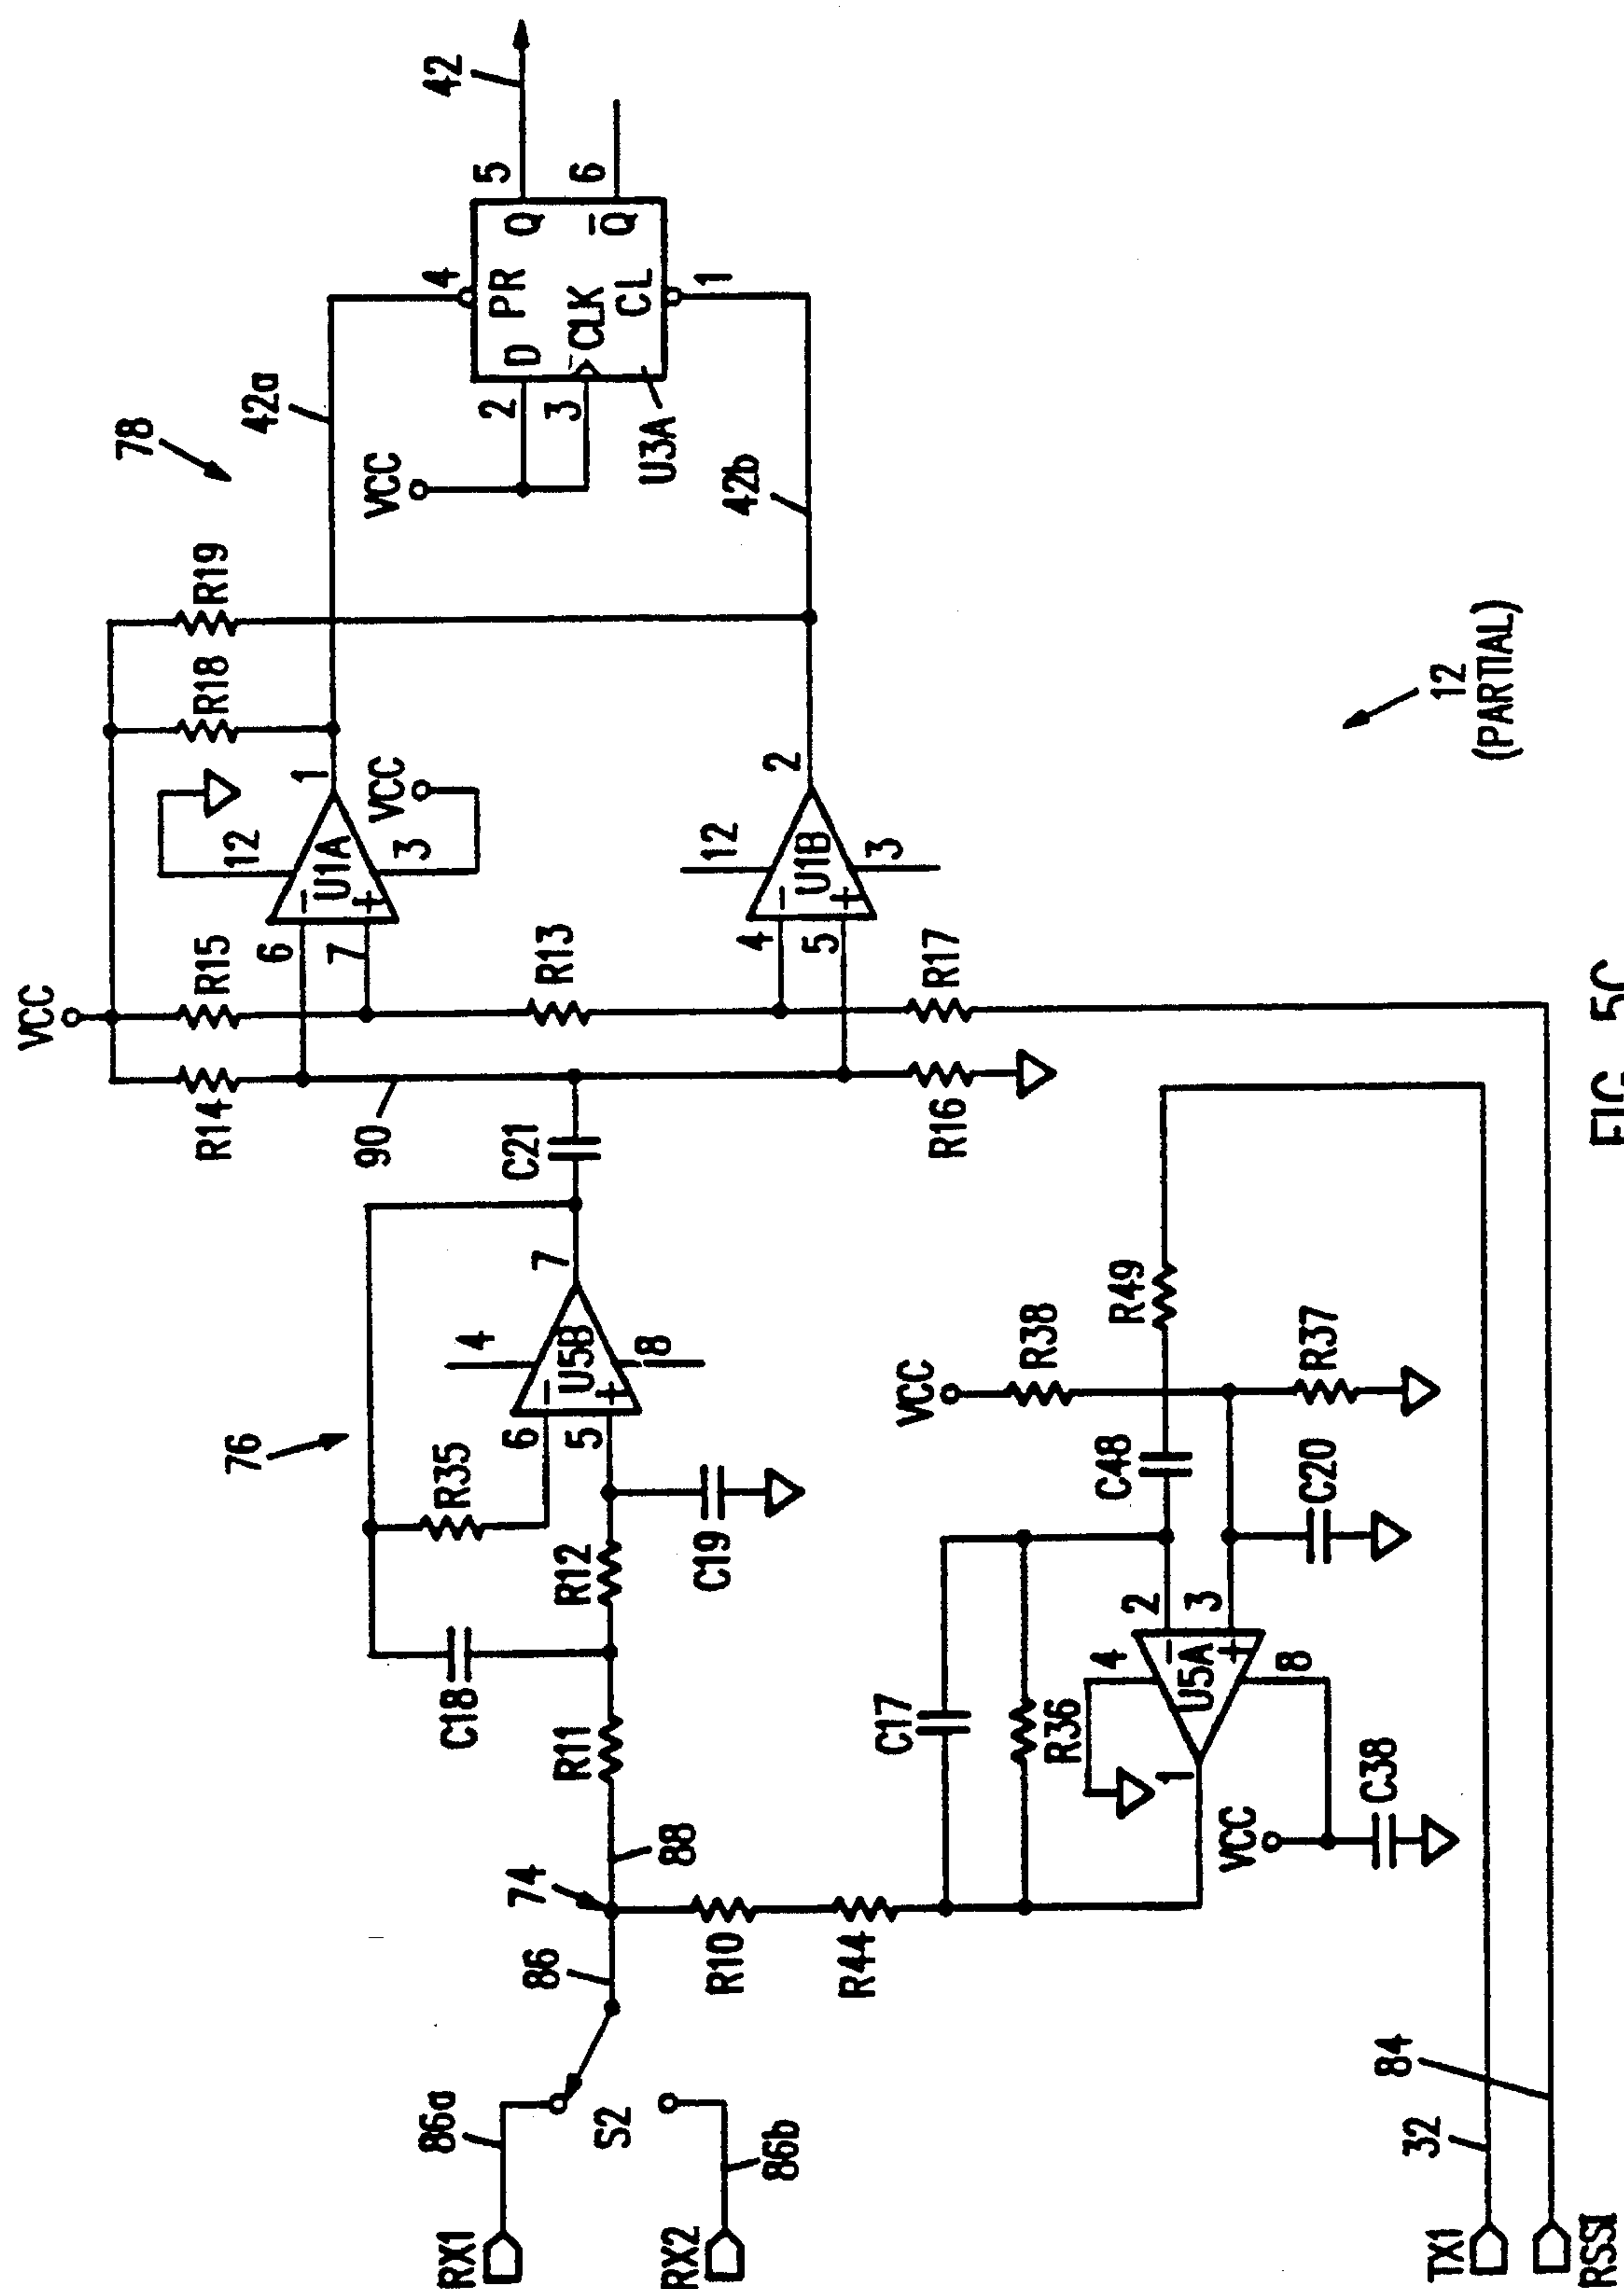 VCC
R14
R15
R18
R19
78
42a
42
90
6
7
12
U1A
−
+
1
3
VCC
VCC
4
5
2
3
D
PR
Q
CLK
CL
Q̅
6
1
U3A
42b
R13
4
5
12
U1B
−
+
2
3
R16
R17
76
C18
R35
C21
6
5
4
U5B
−
+
7
8
R11
R12
C19
74
86
88
86a
S2
86b
RX1
RX2
R10
R44
C17
R36
C48
R49
VCC
R38
R37
C20
2
3
4
U5A
−
+
1
8
VCC
C38
32
84
TX1
RSSI
12
(PARTIAL)
FIG. 5C